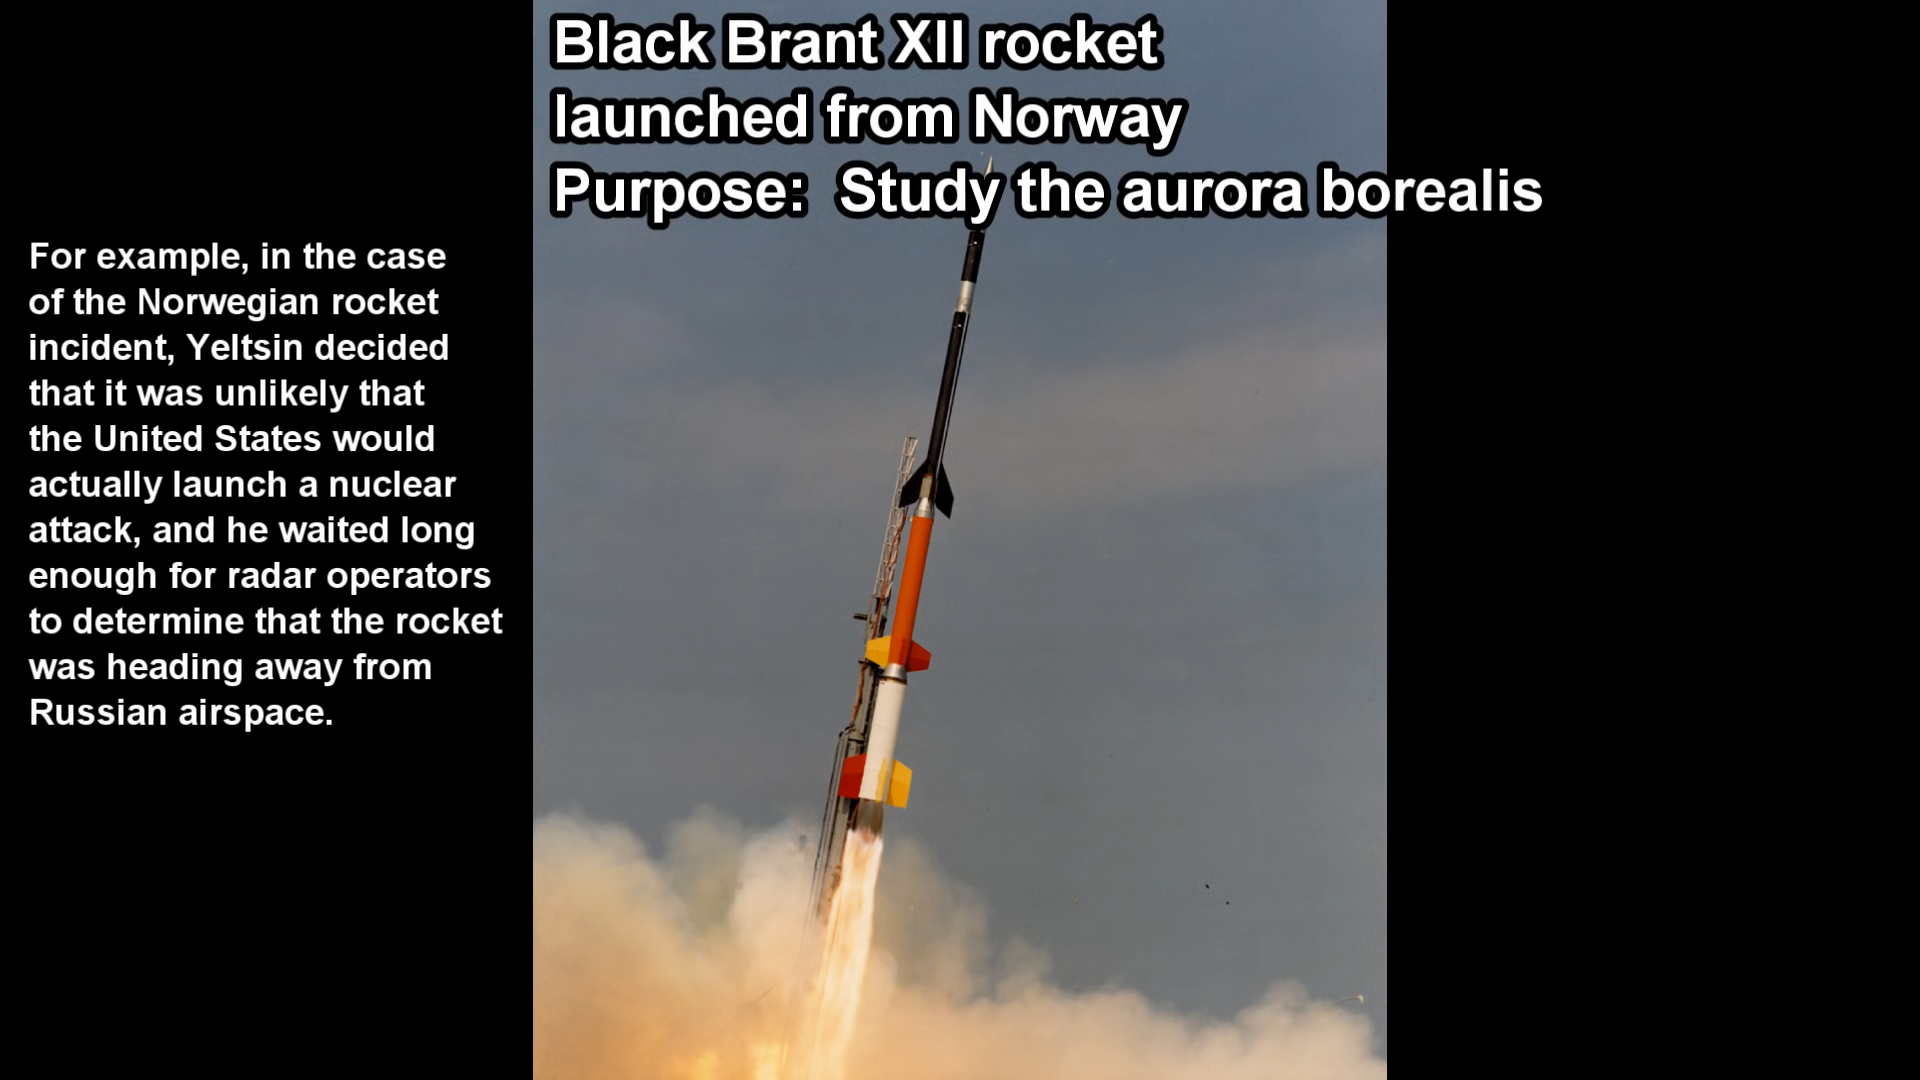 Black Brant XII rocket
launched from Norway
Purpose:  Study the aurora borealis
For example, in the case
of the Norwegian rocket
incident, Yeltsin decided
that it was unlikely that
the United States would
actually launch a nuclear
attack, and he waited long
enough for radar operators
to determine that the rocket
was heading away from
Russian airspace.